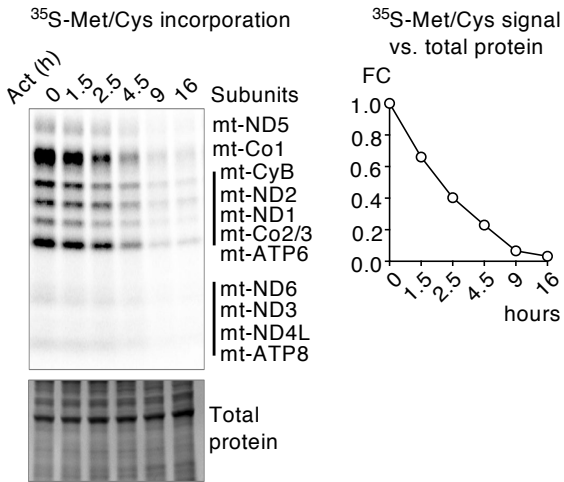 ³⁵S-Met/Cys incorporation
Act (h)
0 1.5 2.5 4.5 9 16
Subunits
mt-ND5
mt-Co1
mt-CyB
mt-ND2
mt-ND1
mt-Co2/3
mt-ATP6
mt-ND6
mt-ND3
mt-ND4L
mt-ATP8
Total
protein
³⁵S-Met/Cys signal
vs. total protein
FC
1.0
0.8
0.6
0.4
0.2
0.0
0 1.5 2.5 4.5 9 16
hours